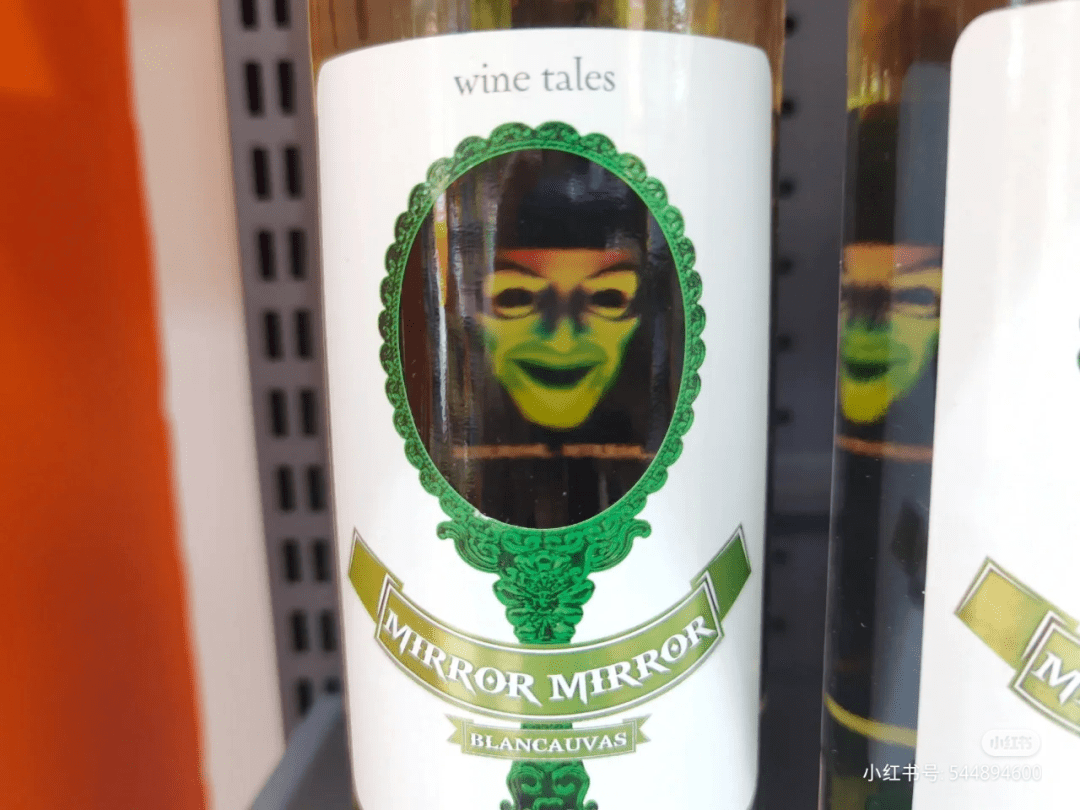 wine tales
MIRROR MIRROR
BLANCAUVAS
M
小红书
小红书号: 544894600